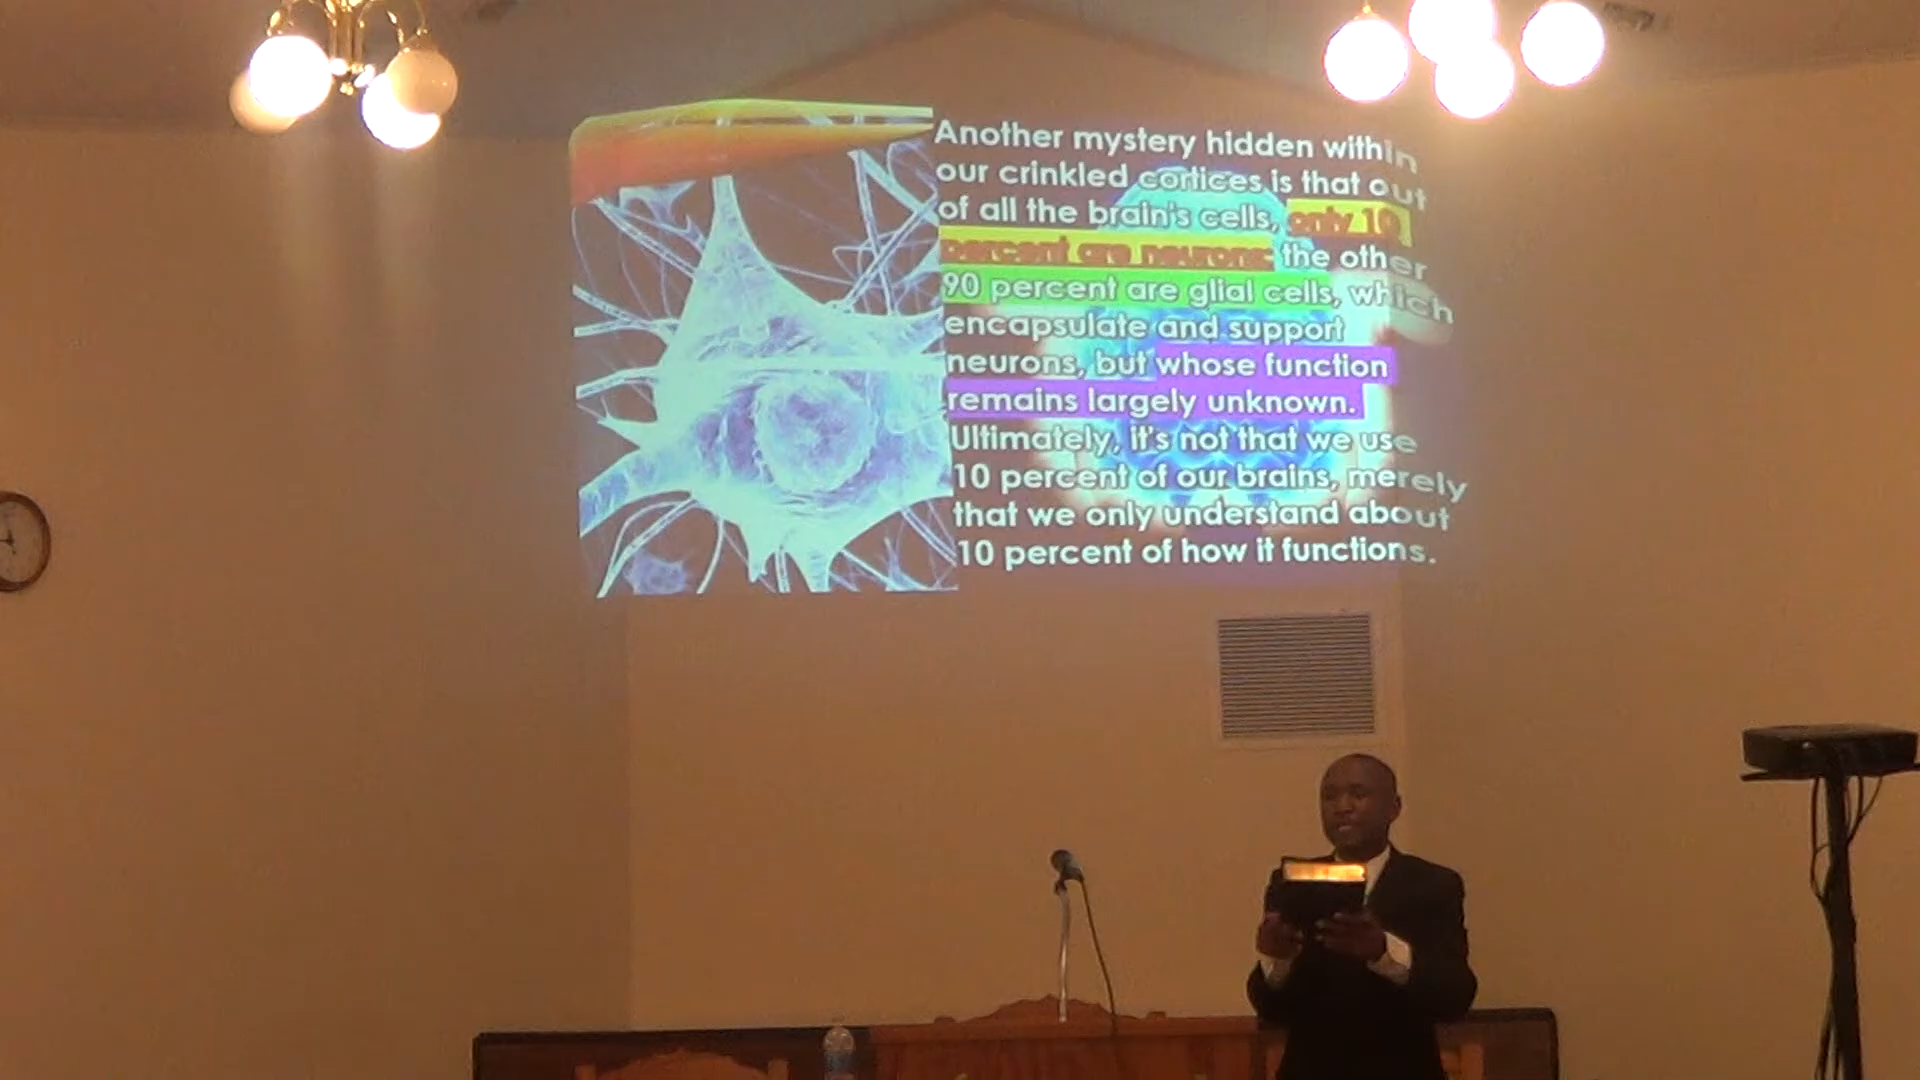 Another mystery hidden within
our crinkled cortices is that out
of all the brain's cells, only 10
percent are neurons; the other
90 percent are glial cells, which
encapsulate and support
neurons, but whose function
remains largely unknown.
Ultimately, it's not that we use
10 percent of our brains, merely
that we only understand about
10 percent of how it functions.